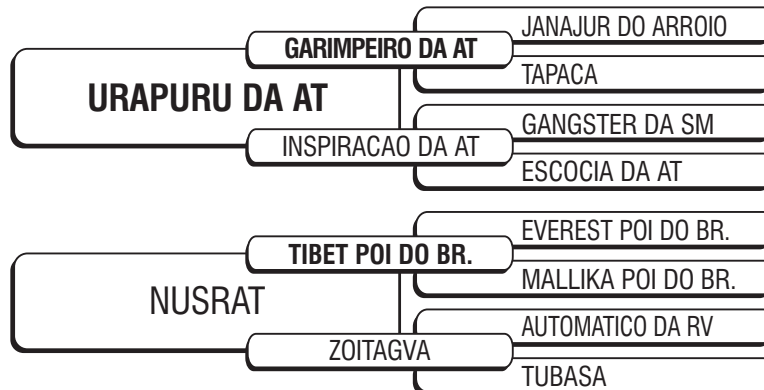 JANAJUR DO ARROIO
GARIMPEIRO DA AT
TAPACA
URAPURU DA AT
GANGSTER DA SM
INSPIRACAO DA AT
ESCOCIA DA AT
EVEREST POI DO BR.
TIBET POI DO BR.
MALLIKA POI DO BR.
NUSRAT
AUTOMATICO DA RV
ZOITAGVA
TUBASA